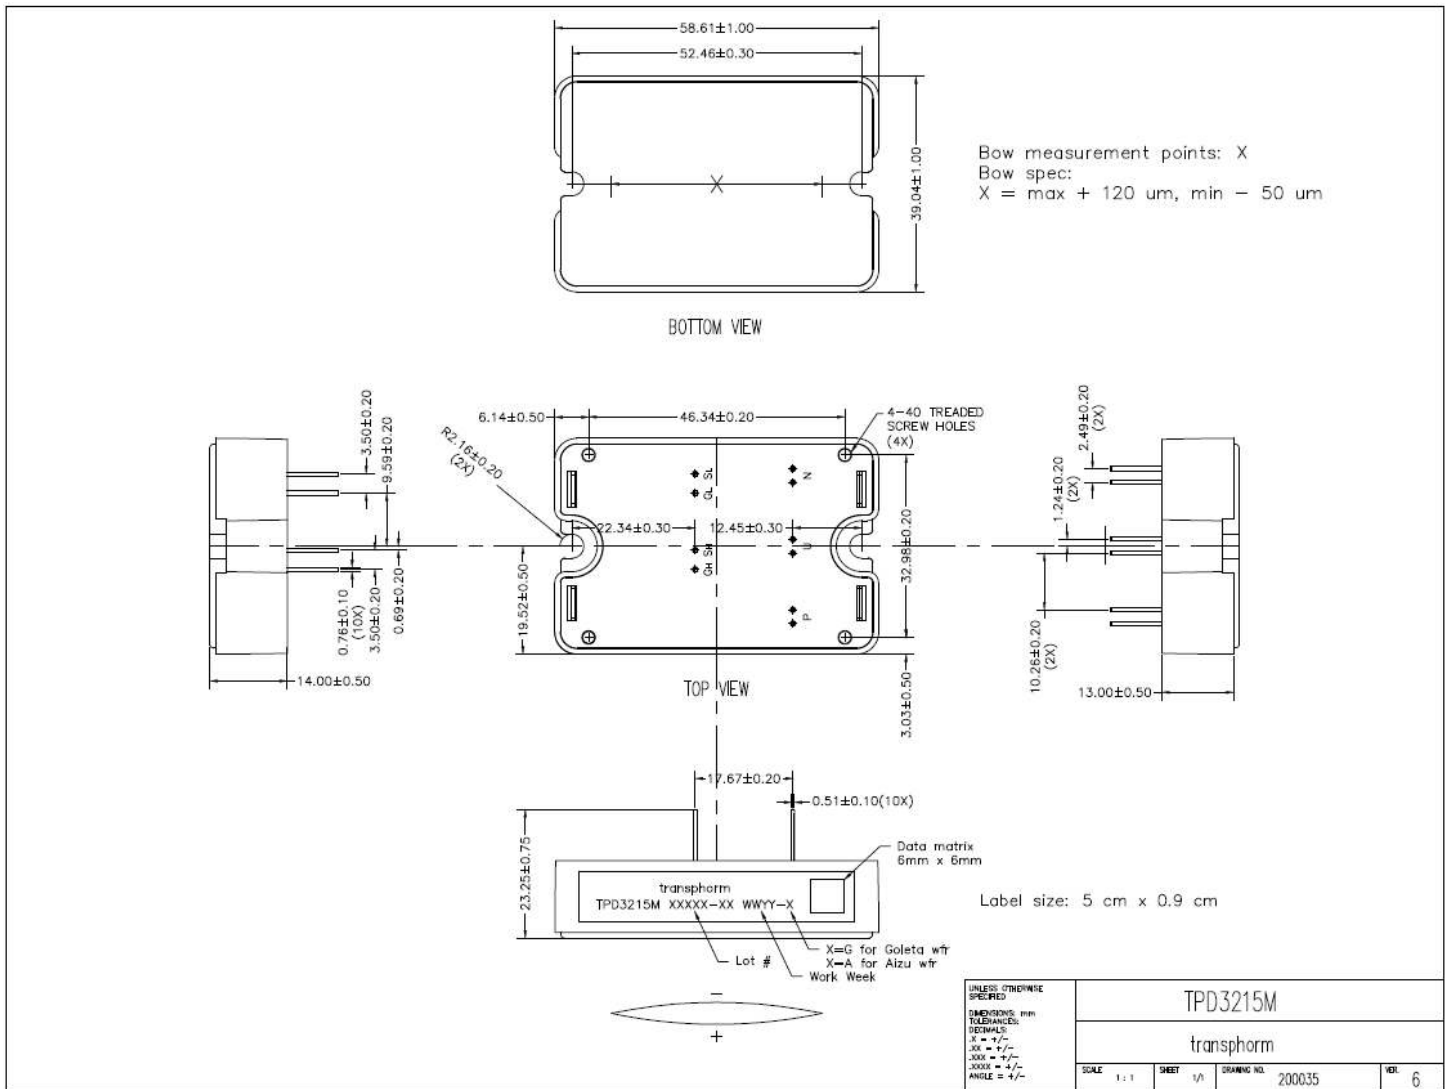 58.61±1.00
52.46±0.30
39.04±1.00
X
Bow measurement points: X
Bow spec:
X = max + 120 um, min - 50 um
BOTTOM VIEW
3.50±0.20
9.59±0.20
0.76±0.10
(10X)
3.50±0.20
0.69±0.20
14.00±0.50
6.14±0.50
46.34±0.20
4-40 TREADED
SCREW HOLES
(4X)
R2.16±0.20
(2X)
SL
GL
N
22.34±0.30
12.45±0.30
SH
GH
U
P
32.98±0.20
19.52±0.50
3.03±0.50
TOP VIEW
2.49±0.20
(2X)
1.24±0.20
(2X)
10.26±0.20
(2X)
13.00±0.50
17.67±0.20
0.51±0.10(10X)
23.25±0.75
Data matrix
6mm x 6mm
transphorm
TPD3215M XXXXX-XX WWYY-X
Label size: 5 cm x 0.9 cm
X=G for Goleta wfr
X=A for Aizu wfr
Lot #
Work Week
-
+
UNLESS OTHERWISE
SPECIFIED
DIMENSIONS: mm
TOLERANCES:
DECIMALS:
.X = +/-
.XX = +/-
.XXX = +/-
.XXXX = +/-
ANGLE = +/-
TPD3215M
transphorm
SCALE 1:1
SHEET 1/1
DRAWING NO. 200035
VER. 6